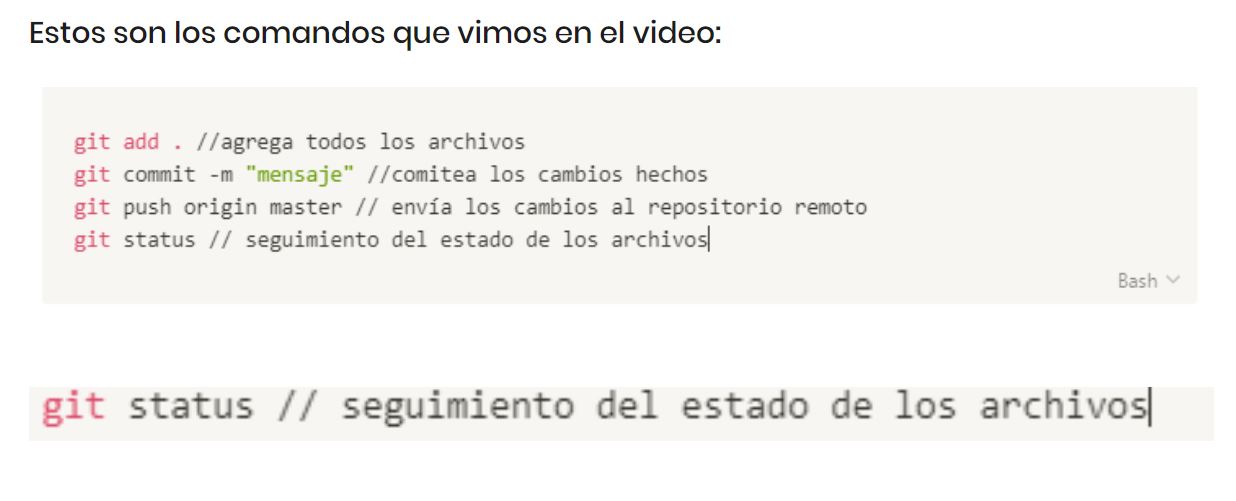 Estos son los comandos que vimos en el video:
git add . //agrega todos los archivos
git commit -m "mensaje" //comitea los cambios hechos
git push origin master // envía los cambios al repositorio remoto
git status // seguimiento del estado de los archivos
Bash
git status // seguimiento del estado de los archivos